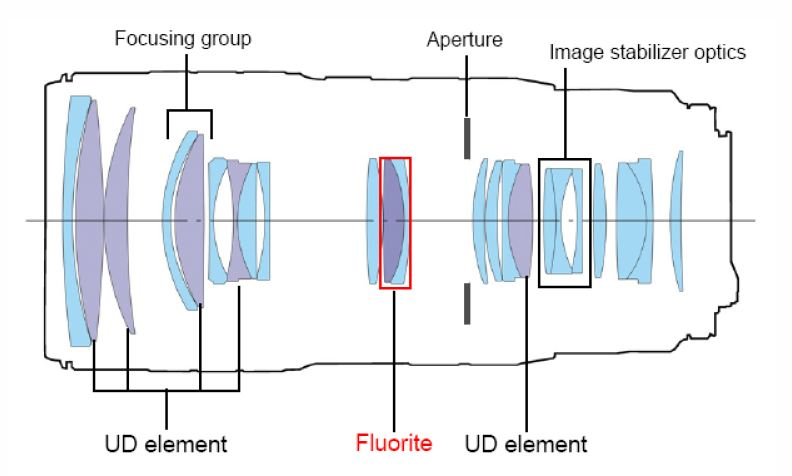 Focusing group
Aperture
Image stabilizer optics
UD element
Fluorite
UD element